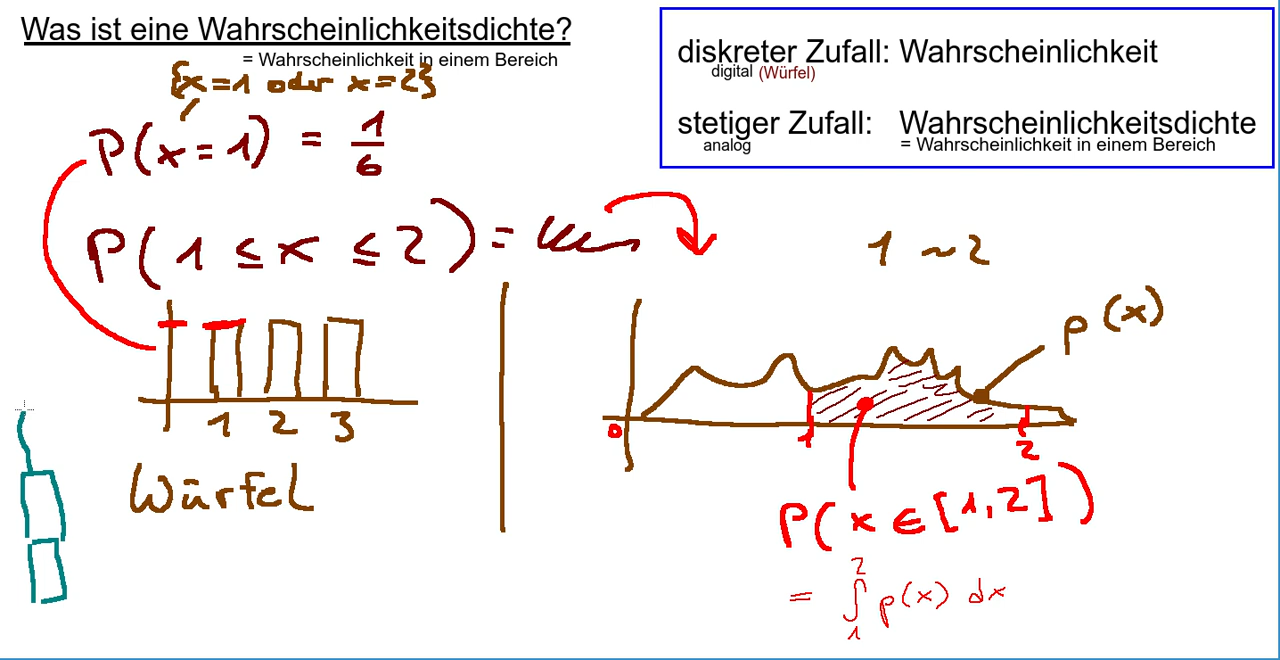 Was ist eine Wahrscheinlichkeitsdichte?
= Wahrscheinlichkeit in einem Bereich
{x=1 oder x=2}
P(x=1) = 1/6
P(1 ≤ x ≤ 2) =
1 2 3
Würfel
diskreter Zufall: Wahrscheinlichkeit
digital (Würfel)
stetiger Zufall: Wahrscheinlichkeitsdichte
analog = Wahrscheinlichkeit in einem Bereich
1 ~ 2
p(x)
0 1 2
P(x ∈ [1,2])
= ∫₁² p(x) dx